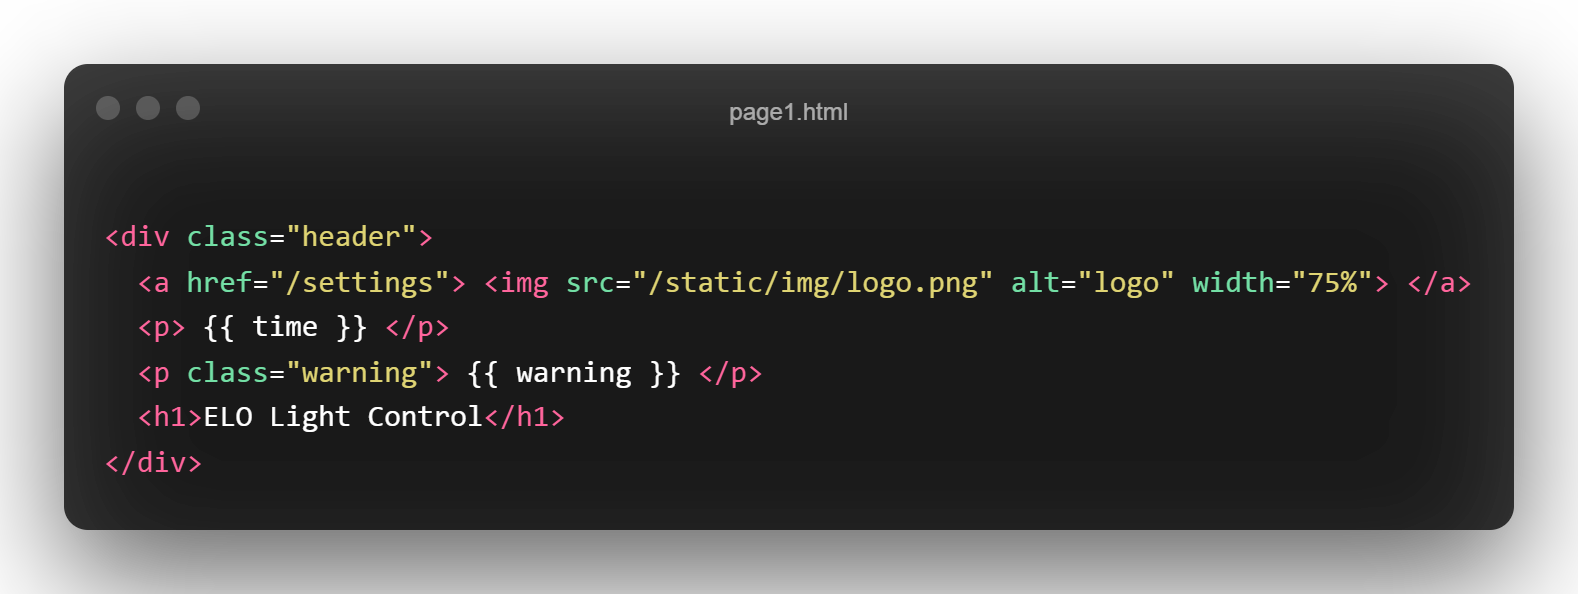 page1.html
<div class="header">
  <a href="/settings"> <img src="/static/img/logo.png" alt="logo" width="75%"> </a>
  <p> {{ time }} </p>
  <p class="warning"> {{ warning }} </p>
  <h1>ELO Light Control</h1>
</div>